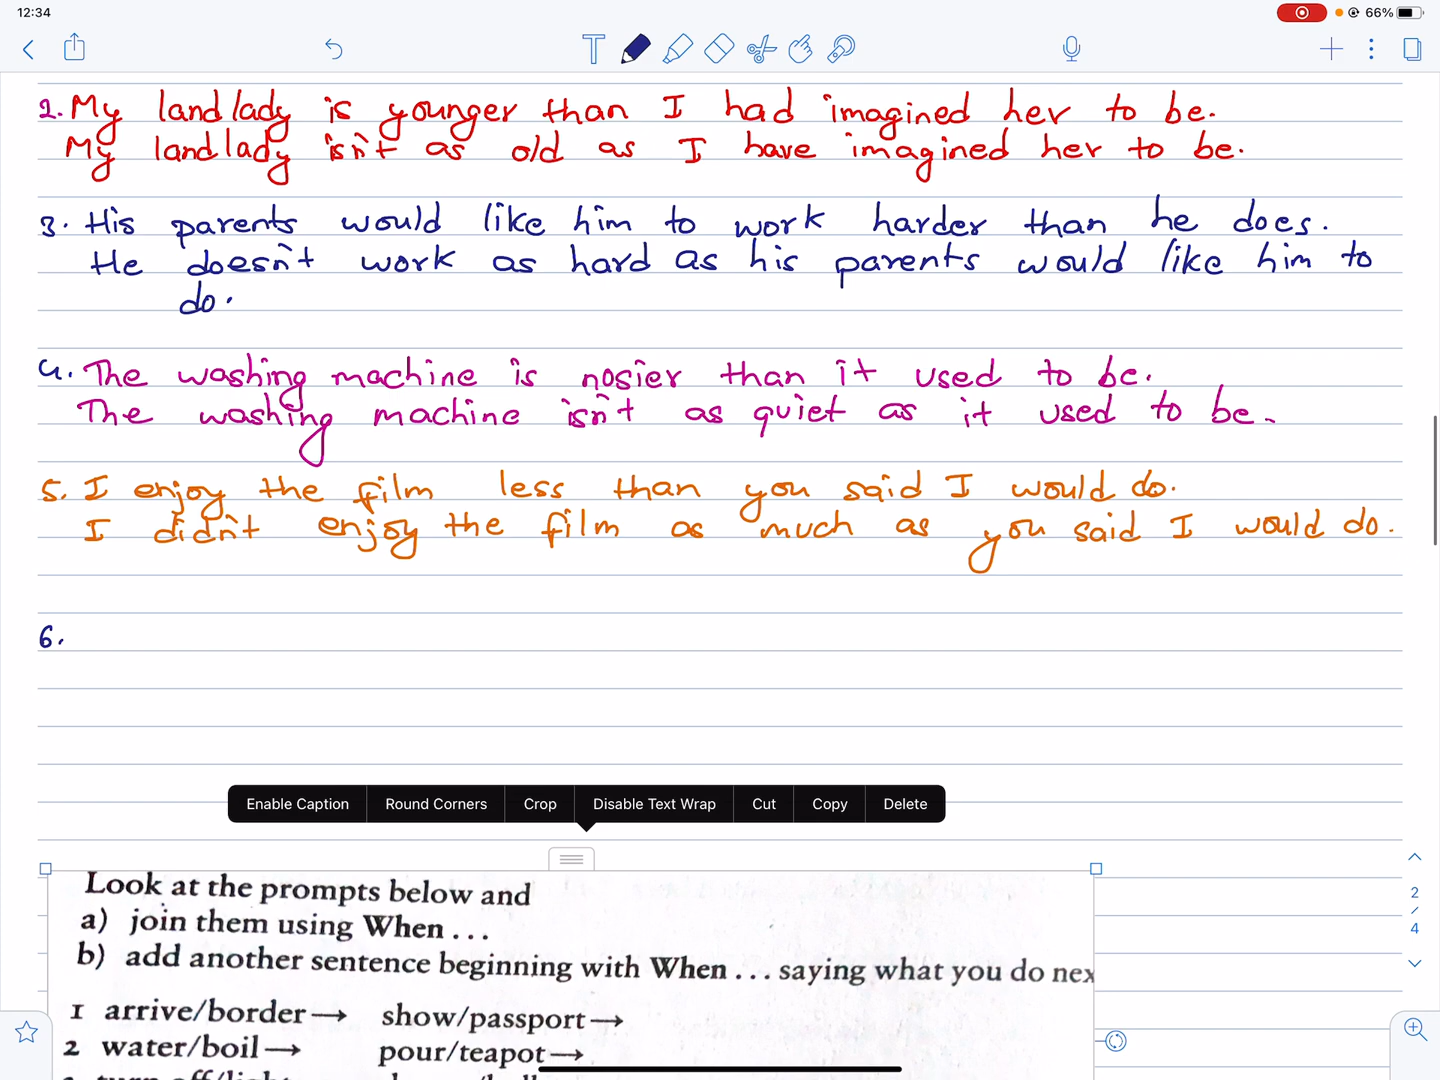 12:34
66%
2. My landlady is younger than I had imagined her to be.
My landlady isn't as old as I have imagined her to be.
3. His parents would like him to work harder than he does.
He doesn't work as hard as his parents would like him to
do.
4. The washing machine is nosier than it used to be.
The washing machine isn't as quiet as it used to be.
5. I enjoy the film less than you said I would do.
I didn't enjoy the film as much as you said I would do.
6.
Enable Caption Round Corners Crop Disable Text Wrap Cut Copy Delete
Look at the prompts below and
a) join them using When ...
b) add another sentence beginning with When ... saying what you do nex
1 arrive/border → show/passport →
2 water/boil → pour/teapot →
2
/
4